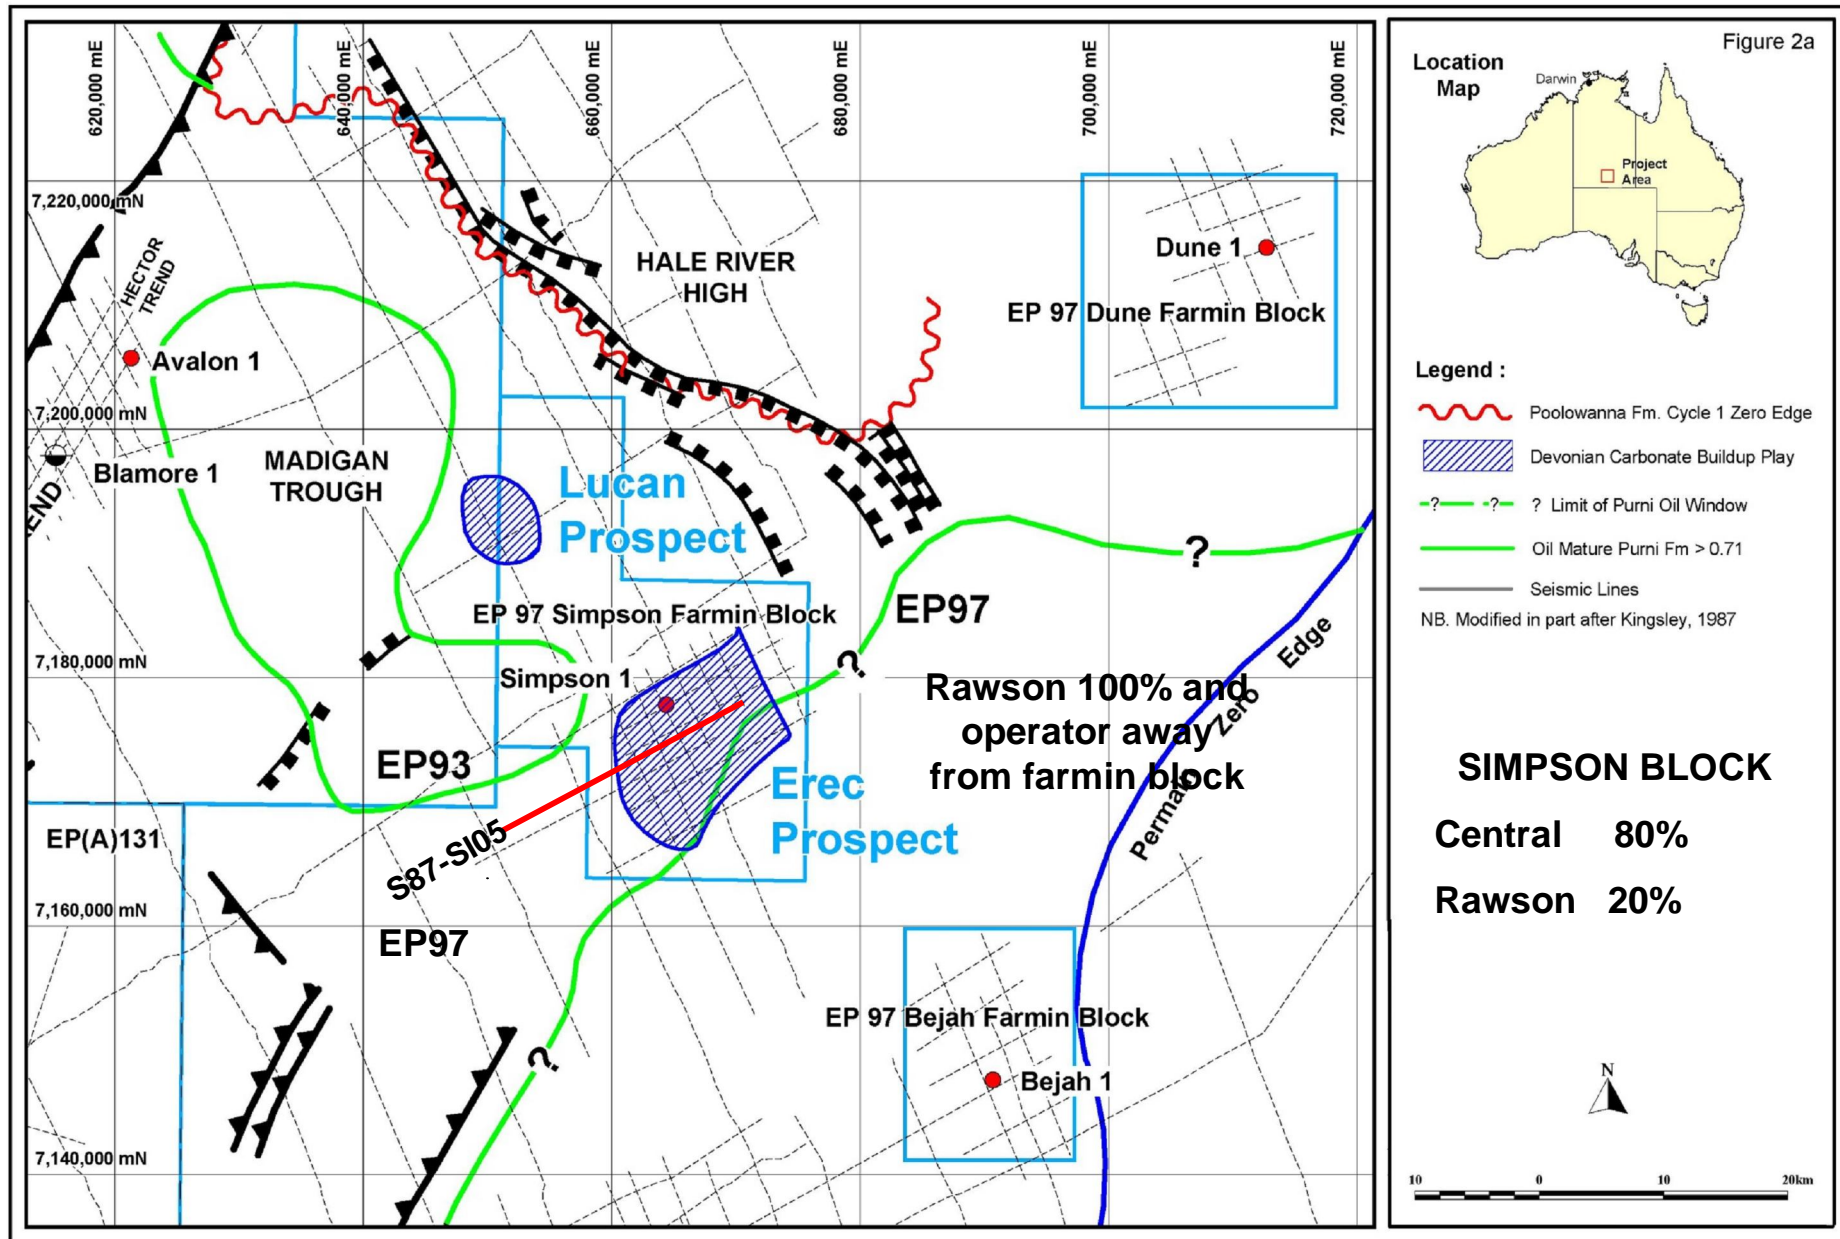 620,000 mE
640,000 mE
660,000 mE
680,000 mE
700,000 mE
720,000 mE
7,220,000 mN
HECTOR
TREND
HALE RIVER
HIGH
Dune 1
EP 97 Dune Farmin Block
Avalon 1
7,200,000 mN
Blamore 1
END
MADIGAN
TROUGH
Lucan
Prospect
?
EP 97 Simpson Farmin Block
EP97
7,180,000 mN
Simpson 1
?
Rawson 100% and
operator away
from farmin block
Permain Zero Edge
EP93
Erec
Prospect
EP(A)131
S87-SI05
7,160,000 mN
EP97
EP 97 Bejah Farmin Block
?
Bejah 1
7,140,000 mN
Figure 2a
Location
Map
Darwin
Project
Area
Legend :
Poolowanna Fm. Cycle 1 Zero Edge
Devonian Carbonate Buildup Play
? ? ? Limit of Purni Oil Window
Oil Mature Purni Fm > 0.71
Seismic Lines
NB. Modified in part after Kingsley, 1987
SIMPSON BLOCK
Central 80%
Rawson 20%
N
10 0 10 20km